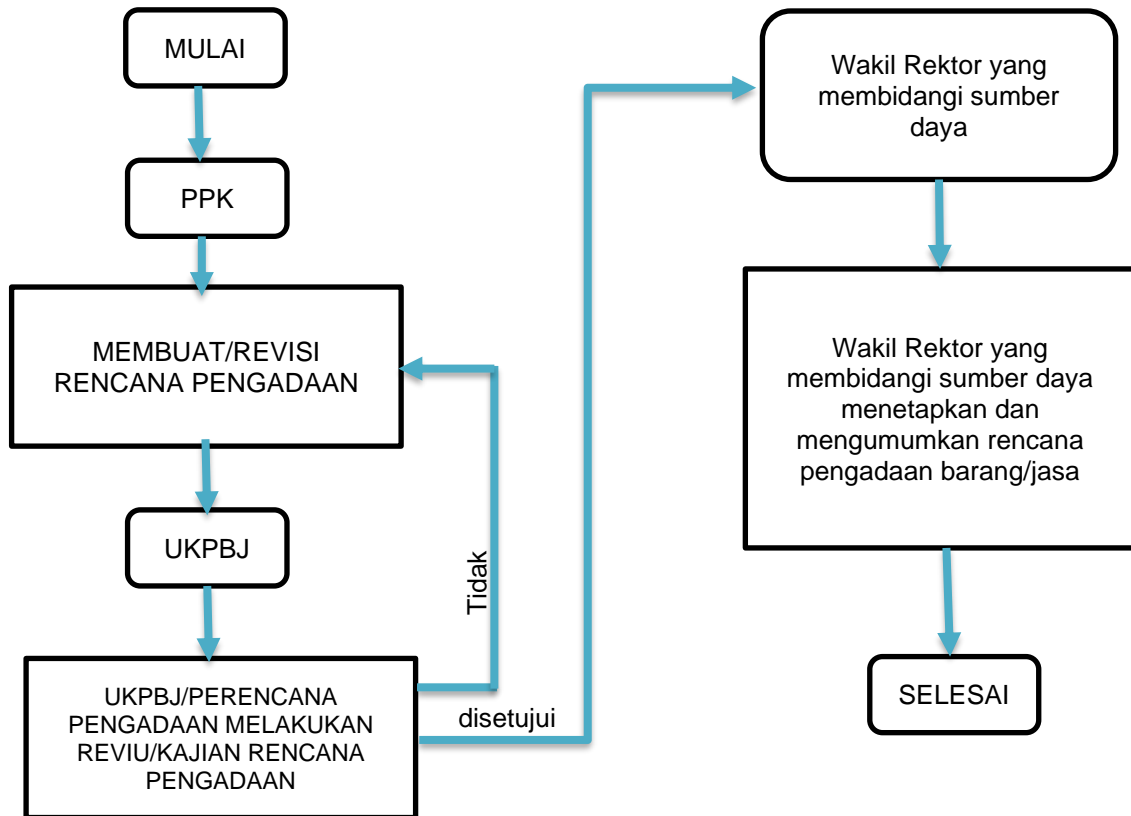 MULAI
PPK
MEMBUAT/REVISI
RENCANA PENGADAAN
UKPBJ
Tidak
UKPBJ/PERENCANA
PENGADAAN MELAKUKAN
REVIU/KAJIAN RENCANA
PENGADAAN
disetujui
Wakil Rektor yang
membidangi sumber
daya
Wakil Rektor yang
membidangi sumber daya
menetapkan dan
mengumumkan rencana
pengadaan barang/jasa
SELESAI